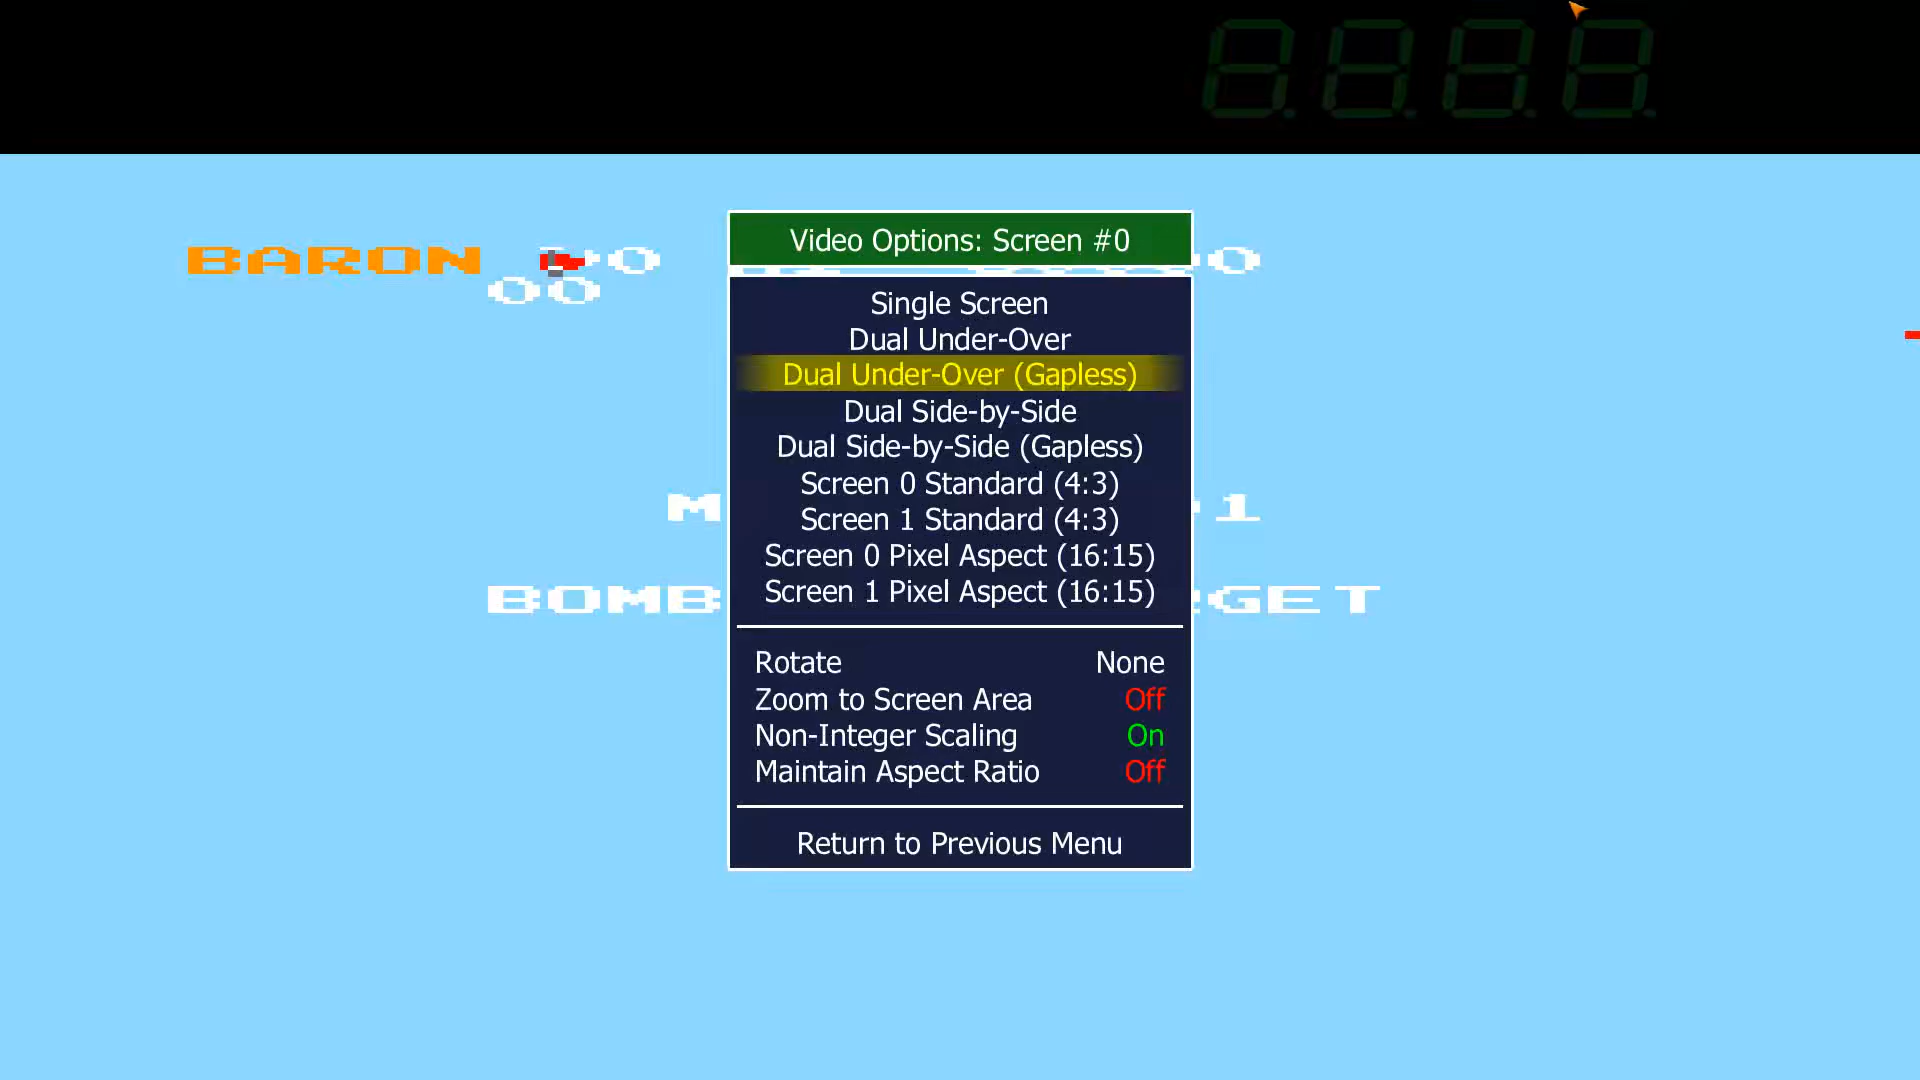 Video Options: Screen #0
BARON
00
Single Screen
Dual Under-Over
Dual Under-Over (Gapless)
Dual Side-by-Side
Dual Side-by-Side (Gapless)
Screen 0 Standard (4:3)
Screen 1 Standard (4:3)
Screen 0 Pixel Aspect (16:15)
Screen 1 Pixel Aspect (16:15)
Rotate None
Zoom to Screen Area Off
Non-Integer Scaling On
Maintain Aspect Ratio Off
Return to Previous Menu